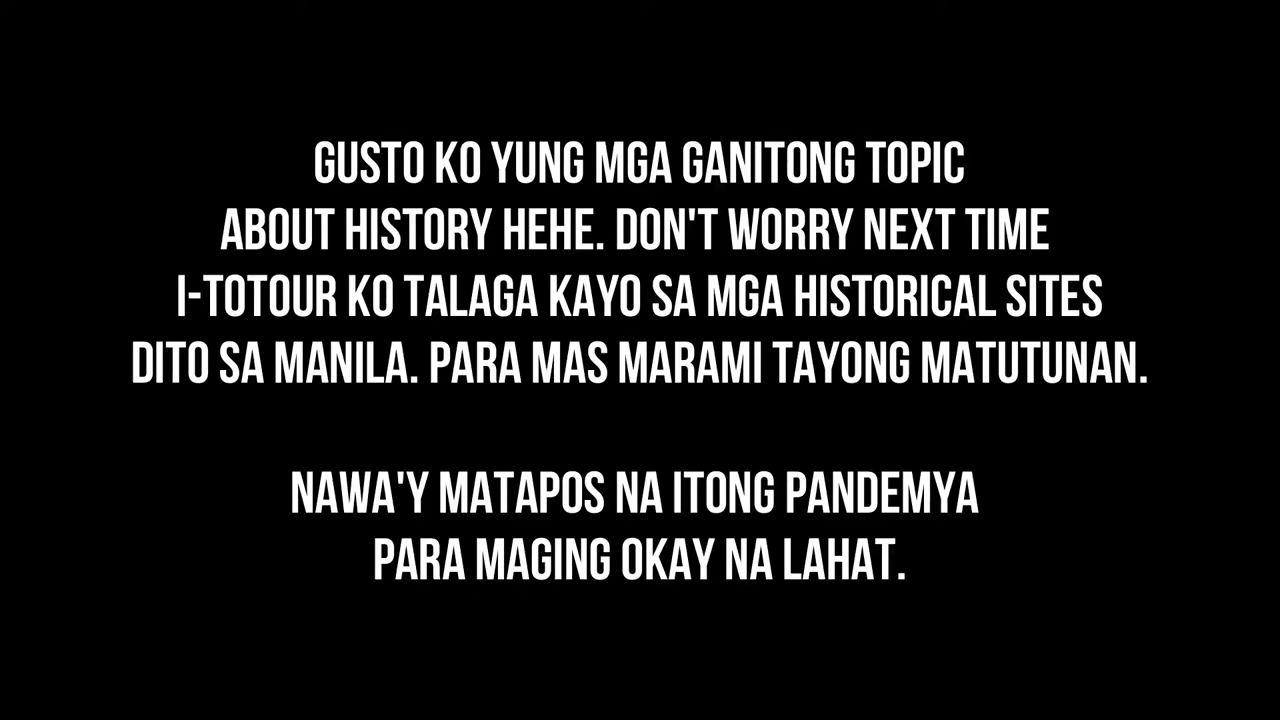 GUSTO KO YUNG MGA GANITONG TOPIC
ABOUT HISTORY HEHE. DON'T WORRY NEXT TIME
I-TOTOUR KO TALAGA KAYO SA MGA HISTORICAL SITES
DITO SA MANILA. PARA MAS MARAMI TAYONG MATUTUNAN.
NAWA'Y MATAPOS NA ITONG PANDEMYA
PARA MAGING OKAY NA LAHAT.